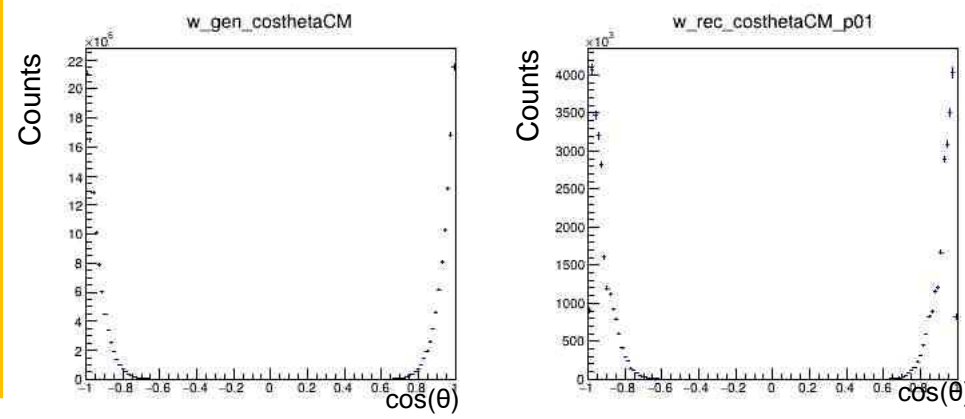 w_gen_costhetaCM
×10⁶
Counts
22
20
18
16
14
12
10
8
6
4
2
0
-1 -0.8 -0.6 -0.4 -0.2 0 0.2 0.4 0.6 0.8 1
cos(θ)
w_rec_costhetaCM_p01
×10³
Counts
4000
3500
3000
2500
2000
1500
1000
500
0
-1 -0.8 -0.6 -0.4 -0.2 0 0.2 0.4 0.6 0.8
cos(θ)